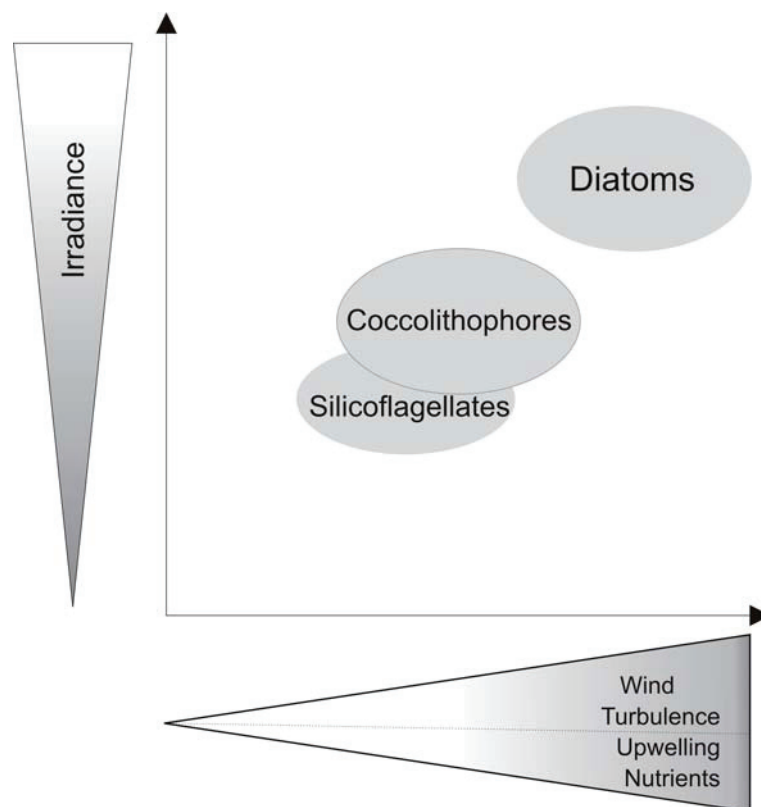 Irradiance
Diatoms
Coccolithophores
Silicoflagellates
Wind
Turbulence
Upwelling
Nutrients